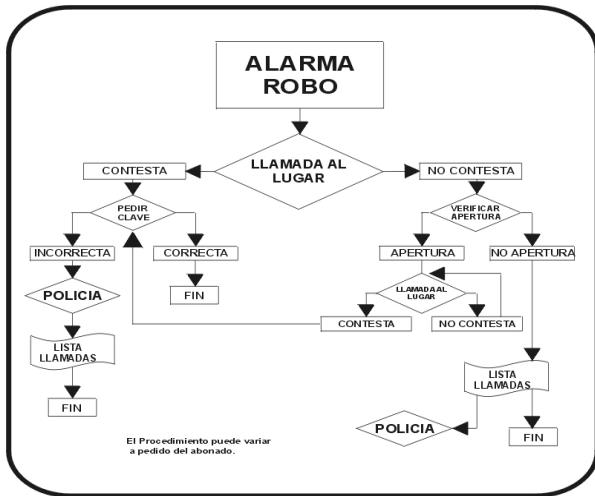 ALARMA
ROBO
LLAMADA AL
LUGAR
CONTESTA
NO CONTESTA
PEDIR
CLAVE
VERIFICAR
APERTURA
INCORRECTA
CORRECTA
APERTURA
NO APERTURA
POLICIA
FIN
LLAMADA AL
LUGAR
CONTESTA
NO CONTESTA
LISTA
LLAMADAS
FIN
LISTA
LLAMADAS
POLICIA
FIN
El Procedimiento puede variar
a pedido del abonado.